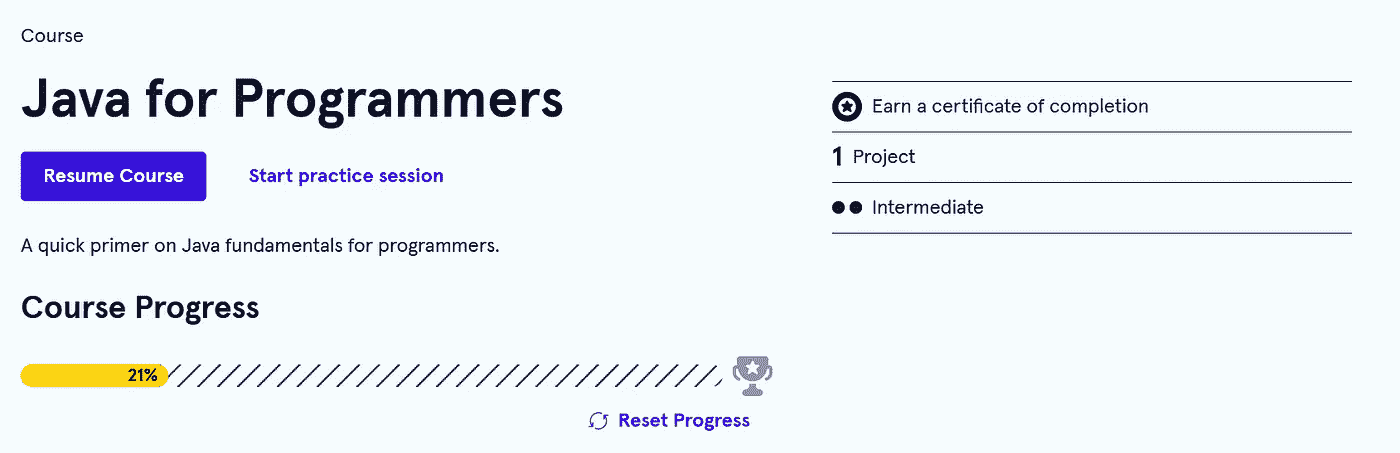 Course
Java for Programmers
Resume Course
Start practice session
A quick primer on Java fundamentals for programmers.
Course Progress
21%
Reset Progress
Earn a certificate of completion
1 Project
Intermediate